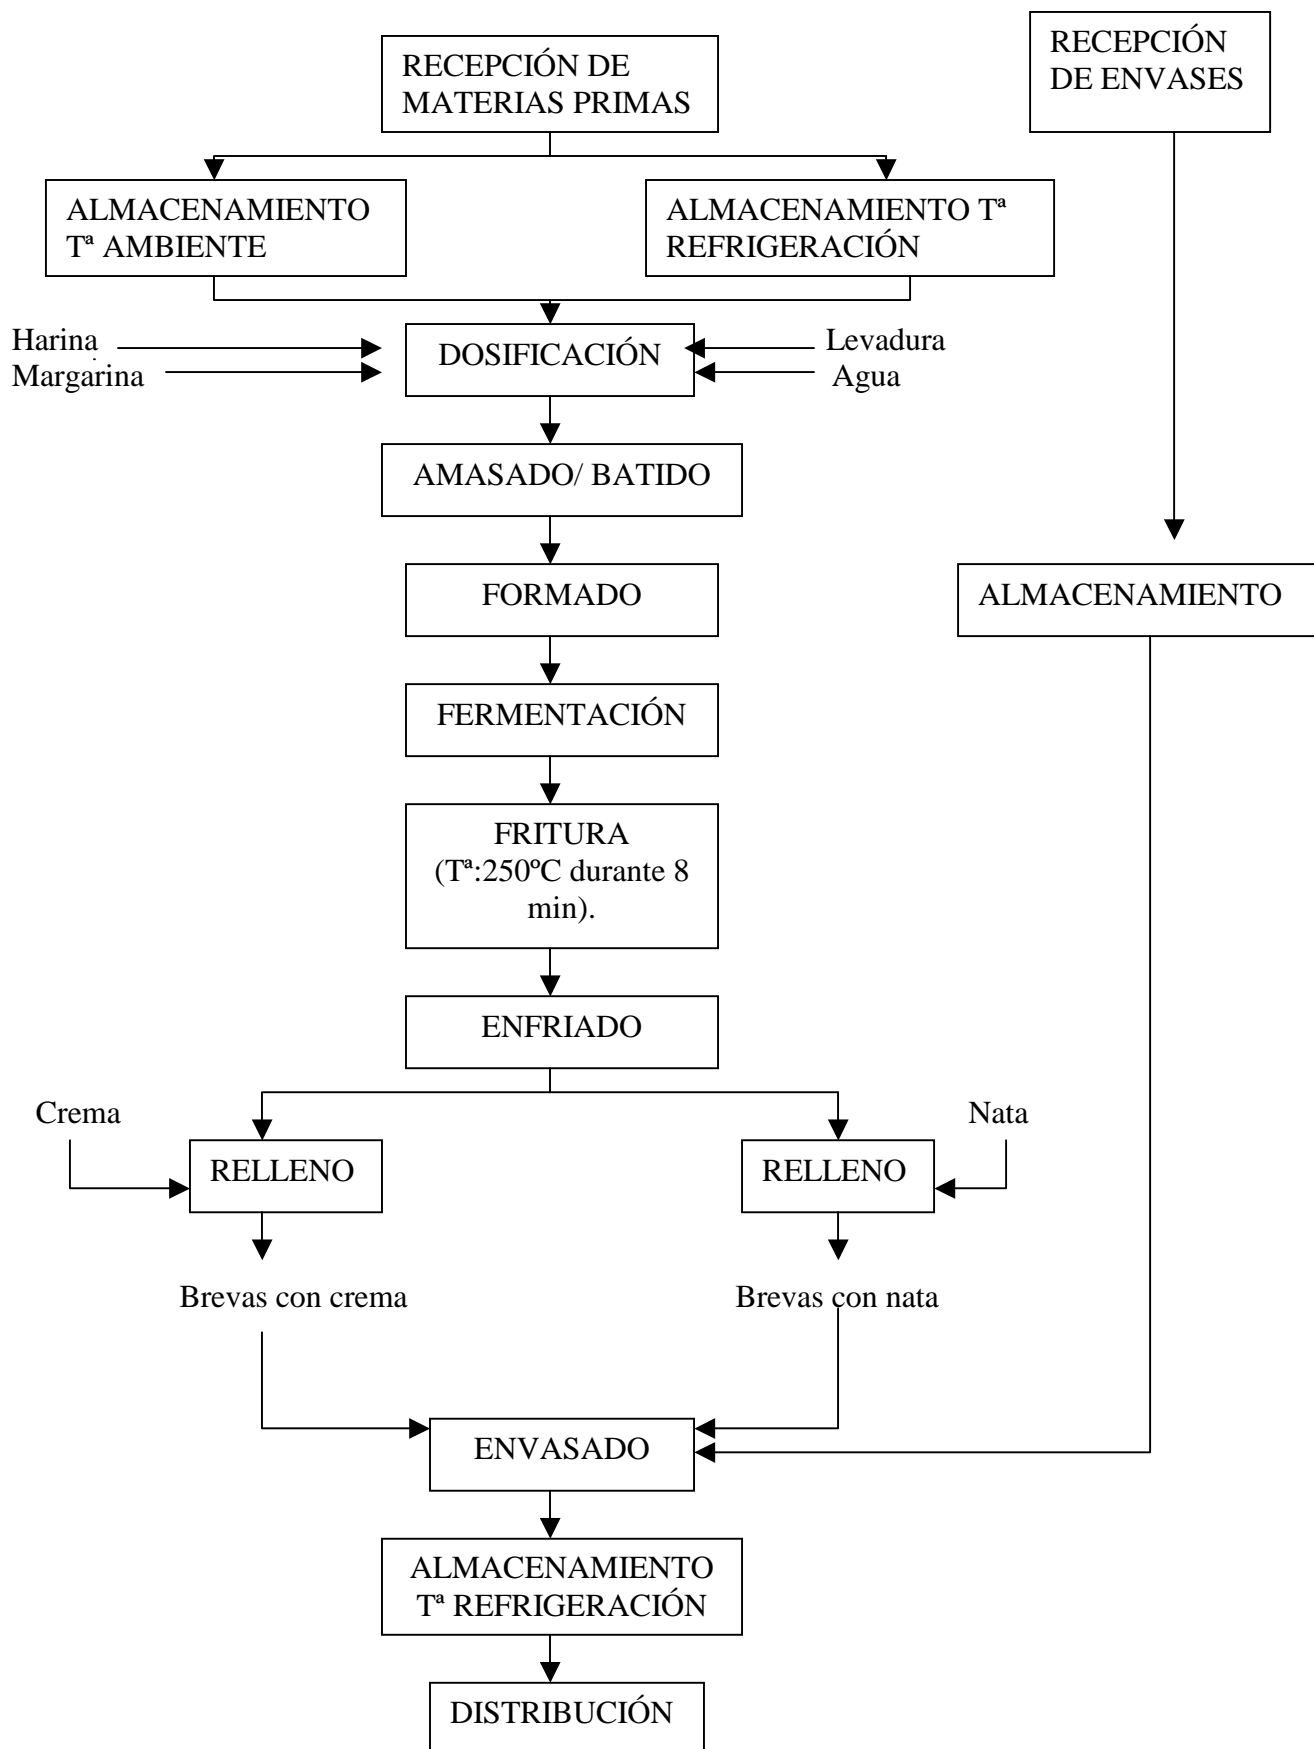 RECEPCIÓN DE
MATERIAS PRIMAS
RECEPCIÓN
DE ENVASES
ALMACENAMIENTO
Tª AMBIENTE
ALMACENAMIENTO Tª
REFRIGERACIÓN
Harina
Margarina
DOSIFICACIÓN
Levadura
Agua
AMASADO/ BATIDO
FORMADO
ALMACENAMIENTO
FERMENTACIÓN
FRITURA
(Tª:250ºC durante 8
min).
ENFRIADO
Crema
Nata
RELLENO
RELLENO
Brevas con crema
Brevas con nata
ENVASADO
ALMACENAMIENTO
Tª REFRIGERACIÓN
DISTRIBUCIÓN